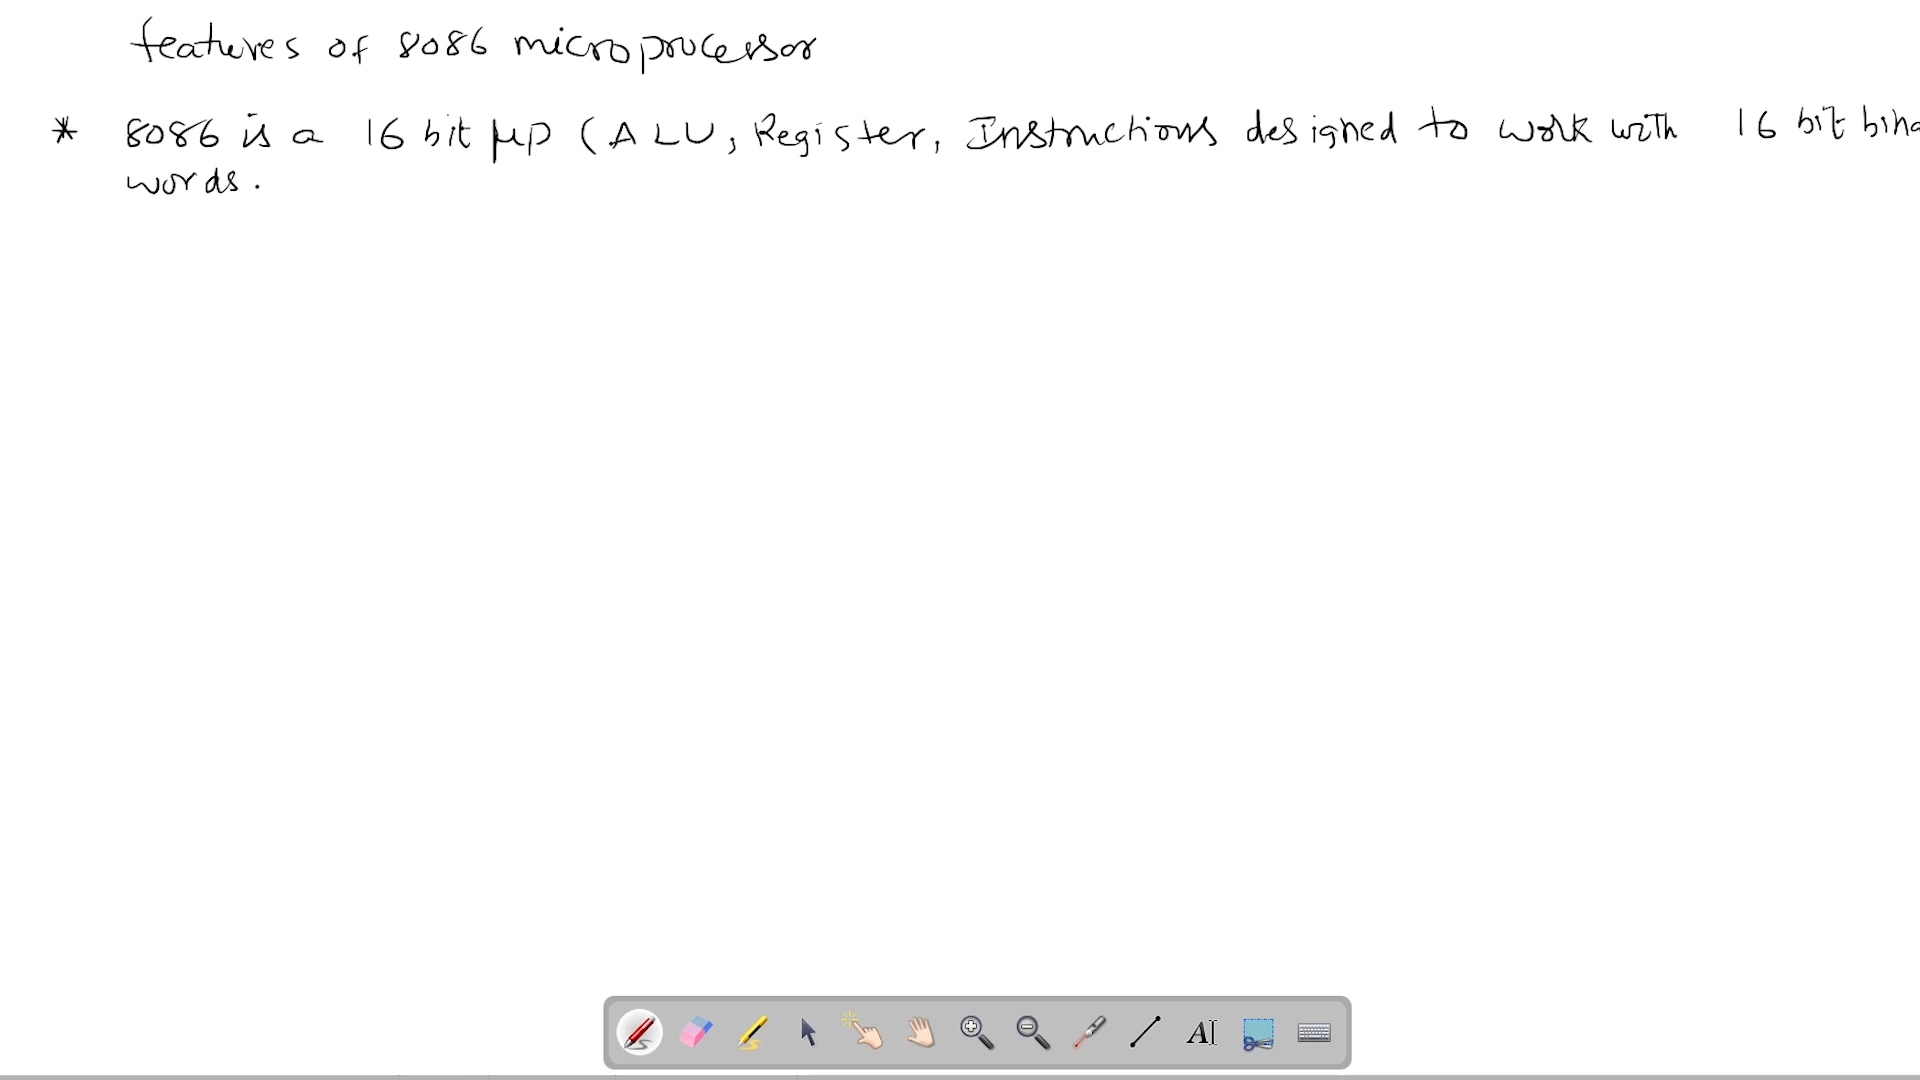 features of 8086 microprocessor
* 8086 is a 16 bit μp (ALU, Register, Instructions designed to work with 16 bit bina
words.
AI